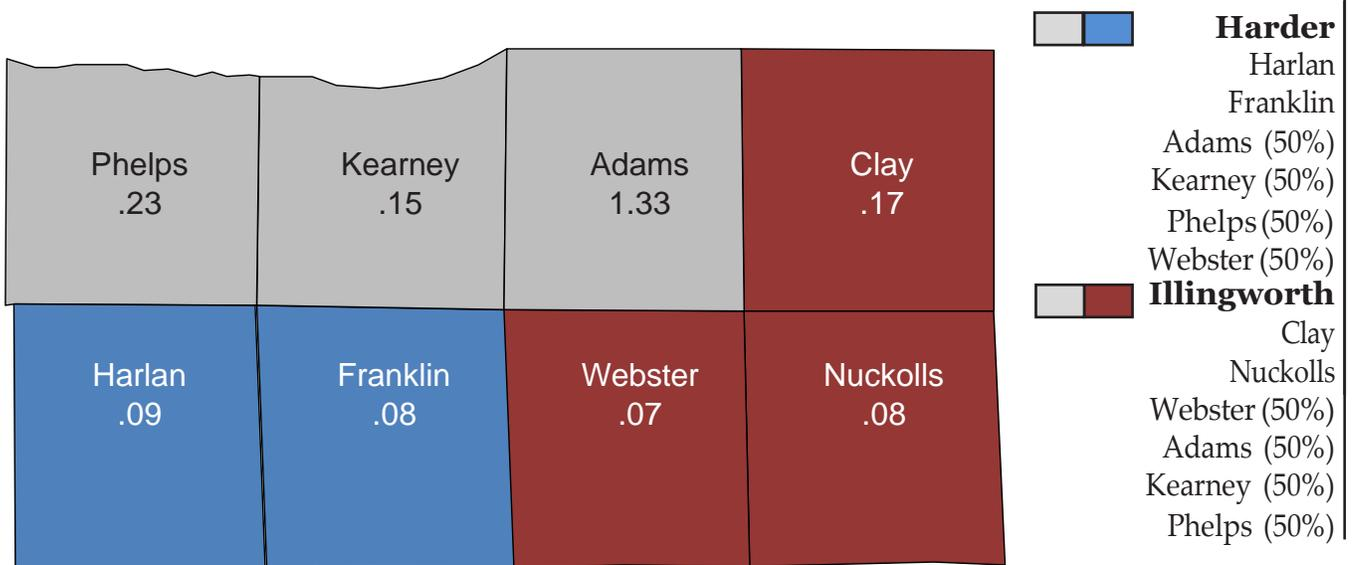 Phelps
.23
Kearney
.15
Adams
1.33
Clay
.17
Harlan
.09
Franklin
.08
Webster
.07
Nuckolls
.08
Harder
Harlan
Franklin
Adams (50%)
Kearney (50%)
Phelps (50%)
Webster (50%)
Illingworth
Clay
Nuckolls
Webster (50%)
Adams (50%)
Kearney (50%)
Phelps (50%)